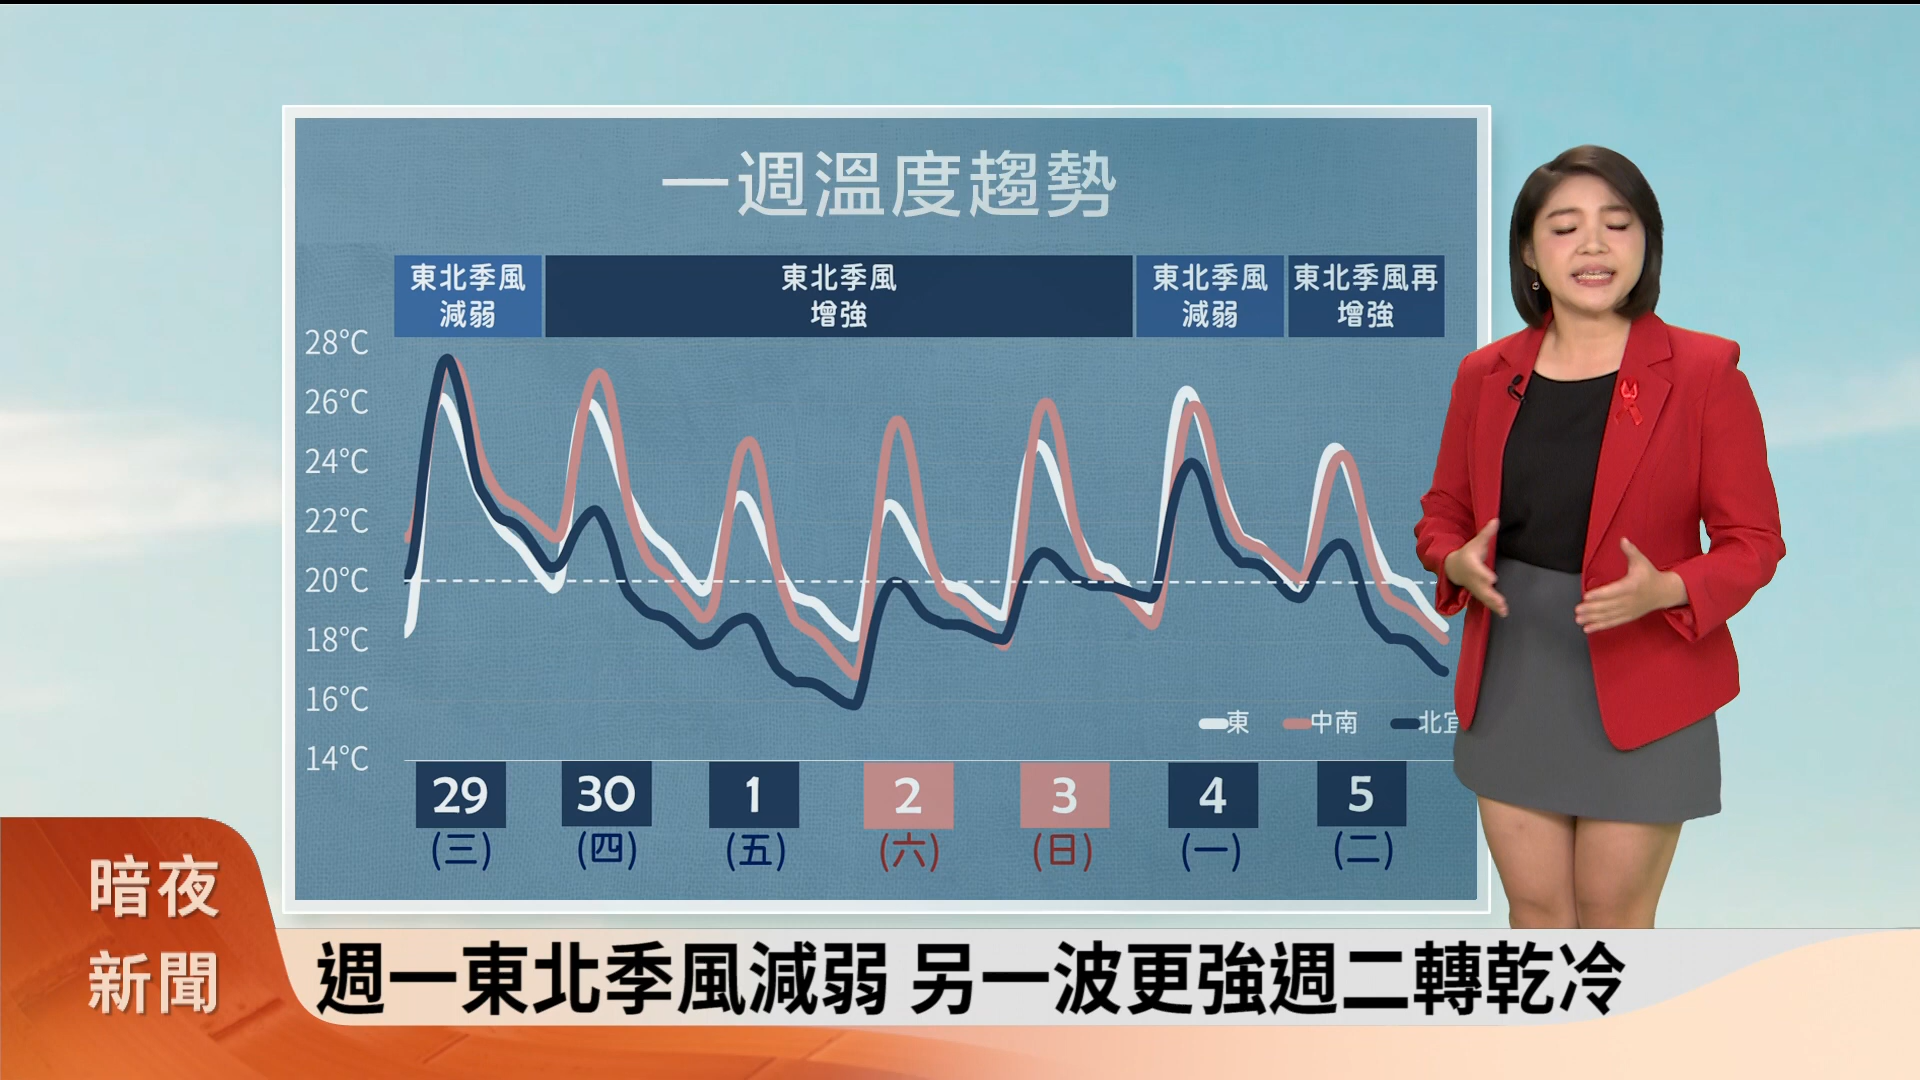 一週溫度趨勢
東北季風
減弱
東北季風
增強
東北季風
減弱
東北季風再
增強
28°C
26°C
24°C
22°C
20°C
18°C
16°C
14°C
東 中南 北宜
29 30 1 2 3 4 5
(三) (四) (五) (六) (日) (一) (二)
暗夜
新聞
週一東北季風減弱 另一波更強週二轉乾冷